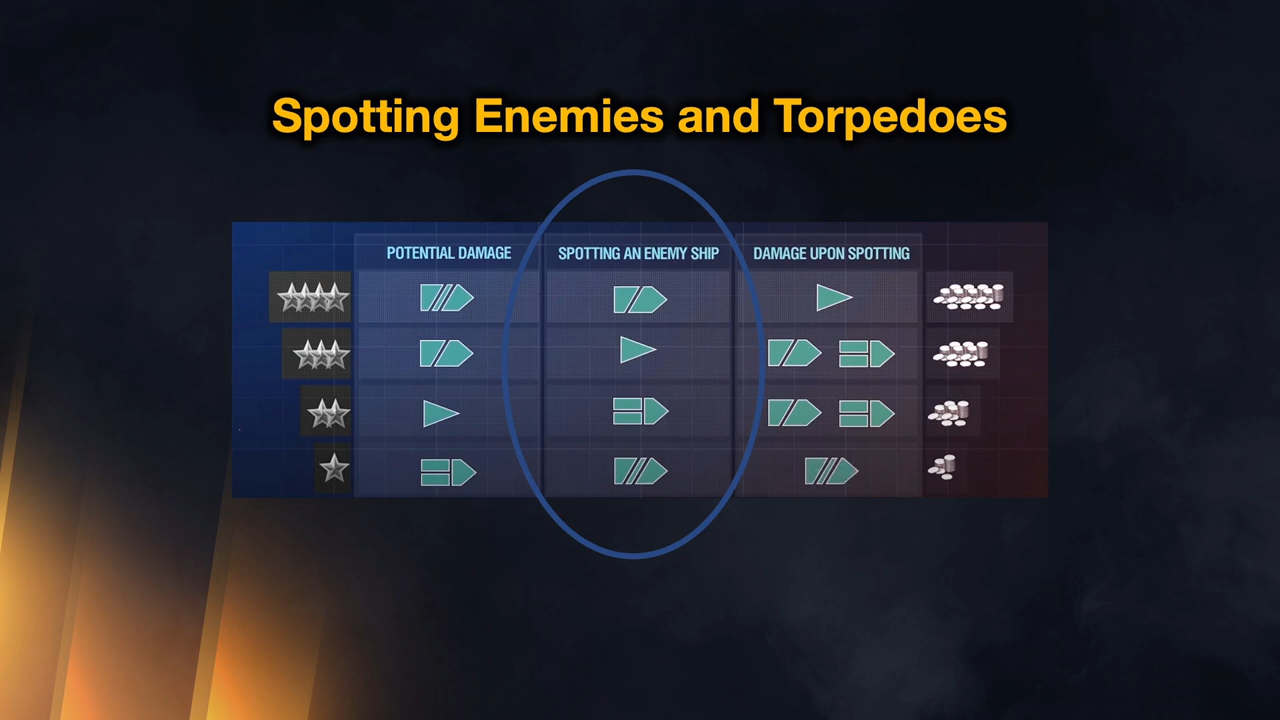 Spotting Enemies and Torpedoes
POTENTIAL DAMAGE SPOTTING AN ENEMY SHIP DAMAGE UPON SPOTTING